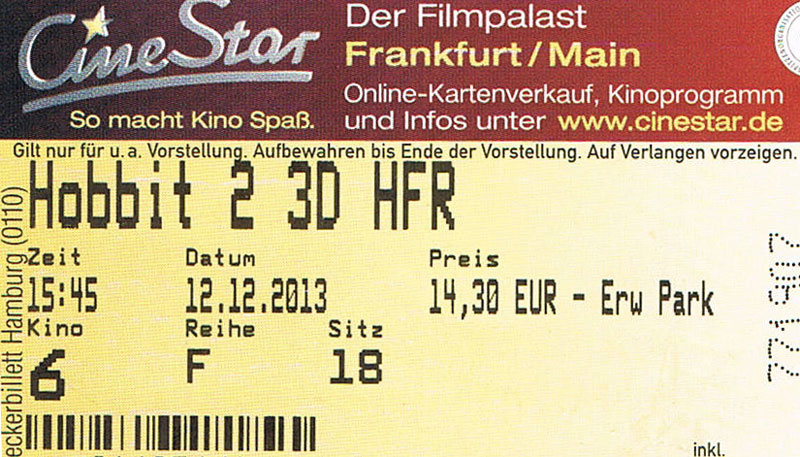 CineStar
So macht Kino Spaß.
Der Filmpalast
Frankfurt/Main
Online-Kartenverkauf, Kinoprogramm
und Infos unter www.cinestar.de
Gilt nur für u. a. Vorstellung. Aufbewahren bis Ende der Vorstellung. Auf Verlangen vorzeigen.
Hobbit 2 3D HFR
Zeit Datum Preis
15:45 12.12.2013 14,30 EUR - Erw Park
Kino Reihe Sitz
6 F 18
inkl.
eckerbillett Hamburg (0110)